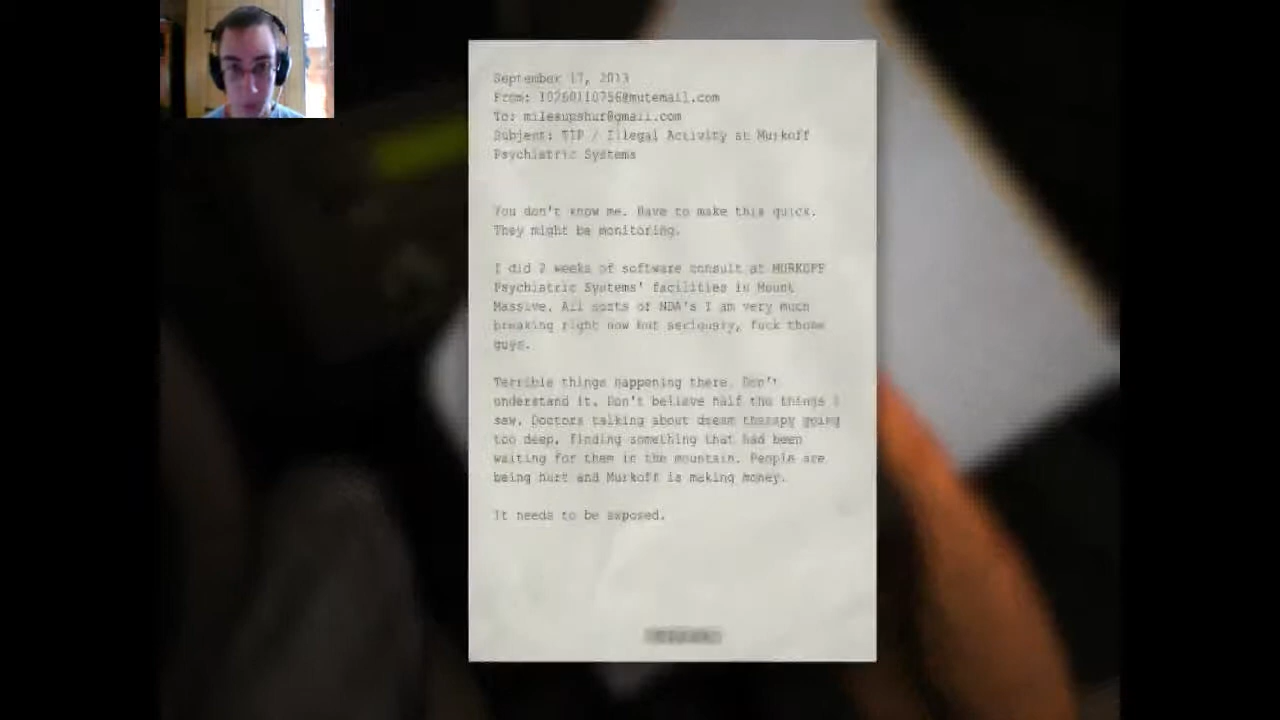 September 17, 2013
From: 10260110756@mutemail.com
To: milesupshur@gmail.com
Subject: TIP / Illegal Activity at Murkoff
Psychiatric Systems
You don't know me. Have to make this quick.
They might be monitoring.
I did 2 weeks of software consult at MURKOFF
Psychiatric Systems' facilities in Mount
Massive. All sorts of NDA's I am very much
breaking right now but seriously, fuck those
guys.
Terrible things happening there. Don't
understand it. Don't believe half the things I
saw. Doctors talking about dream therapy going
too deep, finding something that had been
waiting for them in the mountain. People are
being hurt and Murkoff is making money.
It needs to be exposed.